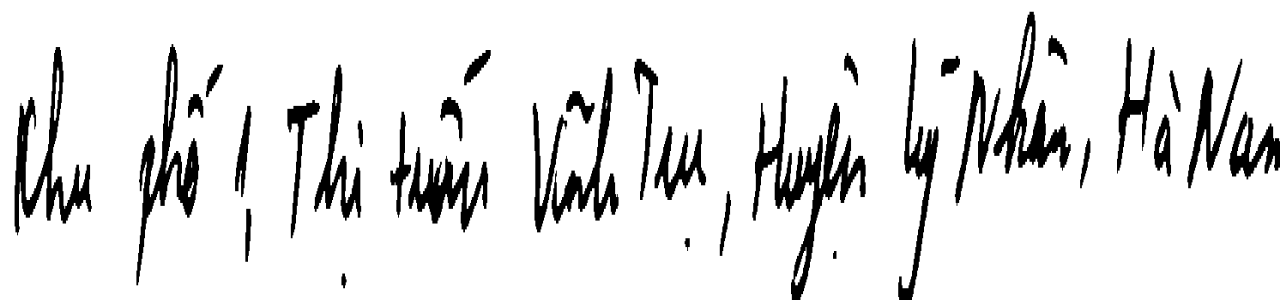 Khu phố 1, Thị trấn Vĩnh Trụ, Huyện Lý Nhân, Hà Nam